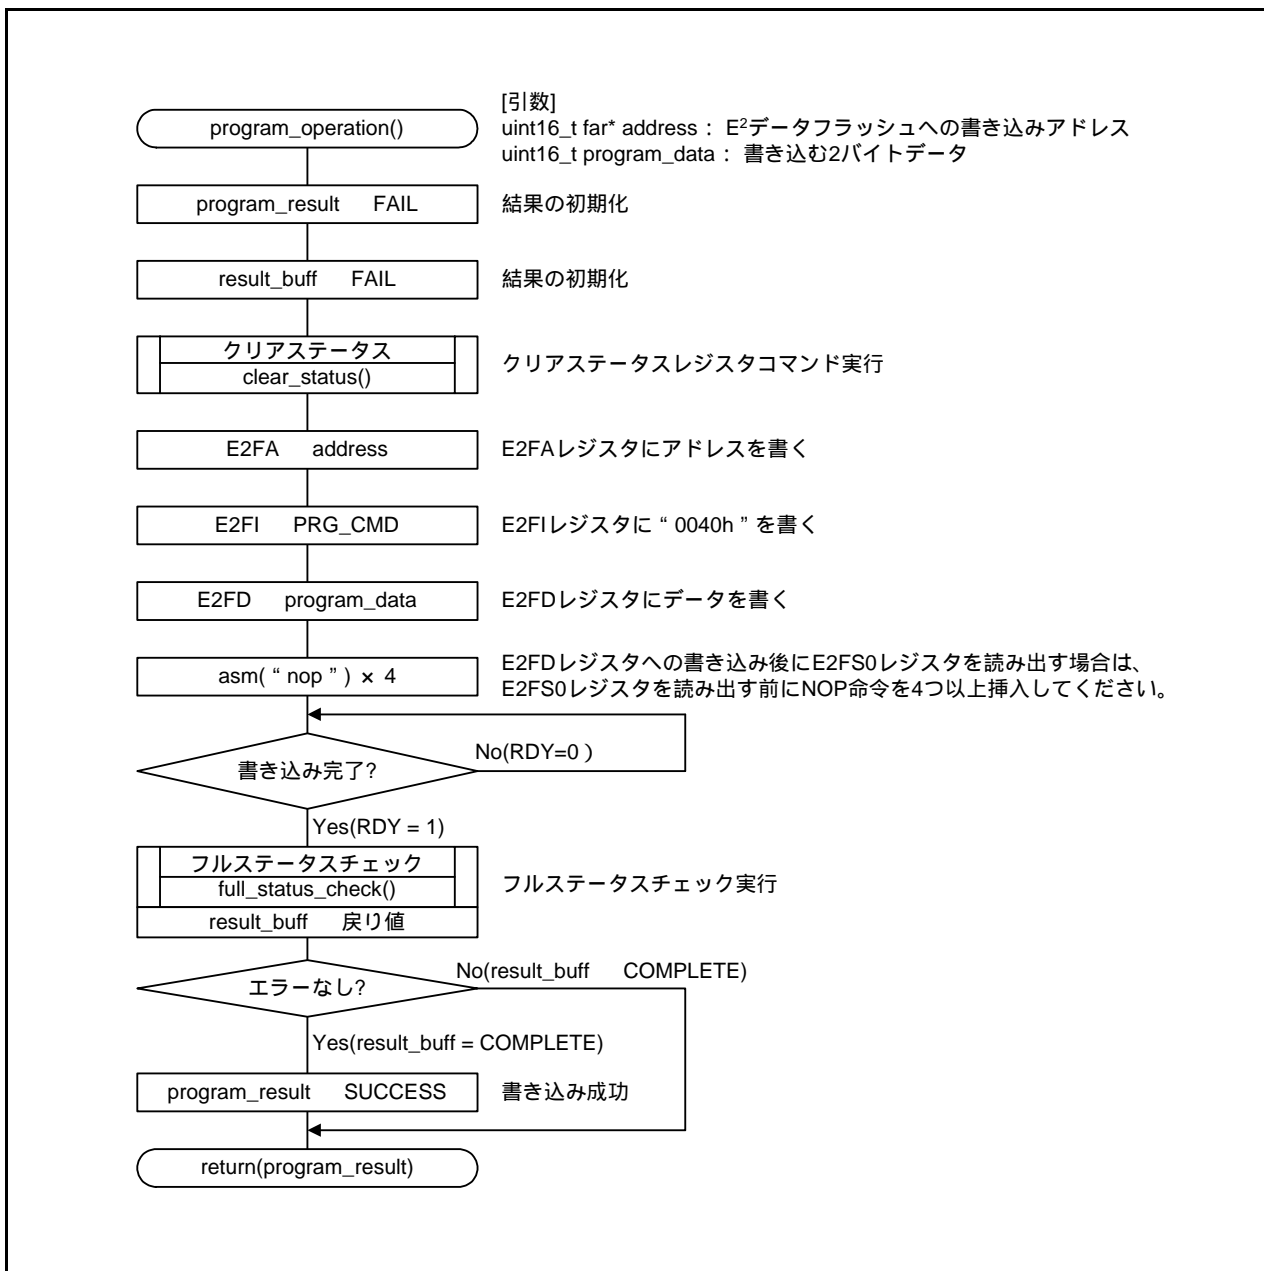 [引数]
program_operation()
uint16_t far* address : E²データフラッシュへの書き込みアドレス
uint16_t program_data : 書き込む2バイトデータ
program_result FAIL
結果の初期化
result_buff FAIL
結果の初期化
クリアステータス
clear_status()
クリアステータスレジスタコマンド実行
E2FA address
E2FAレジスタにアドレスを書く
E2FI PRG_CMD
E2FIレジスタに“0040h”を書く
E2FD program_data
E2FDレジスタにデータを書く
asm(“nop”) × 4
E2FDレジスタへの書き込み後にE2FS0レジスタを読み出す場合は、
E2FS0レジスタを読み出す前にNOP命令を4つ以上挿入してください。
No(RDY=0 )
書き込み完了?
Yes(RDY = 1)
フルステータスチェック
full_status_check()
フルステータスチェック実行
result_buff 戻り値
No(result_buff COMPLETE)
エラーなし?
Yes(result_buff = COMPLETE)
program_result SUCCESS
書き込み成功
return(program_result)